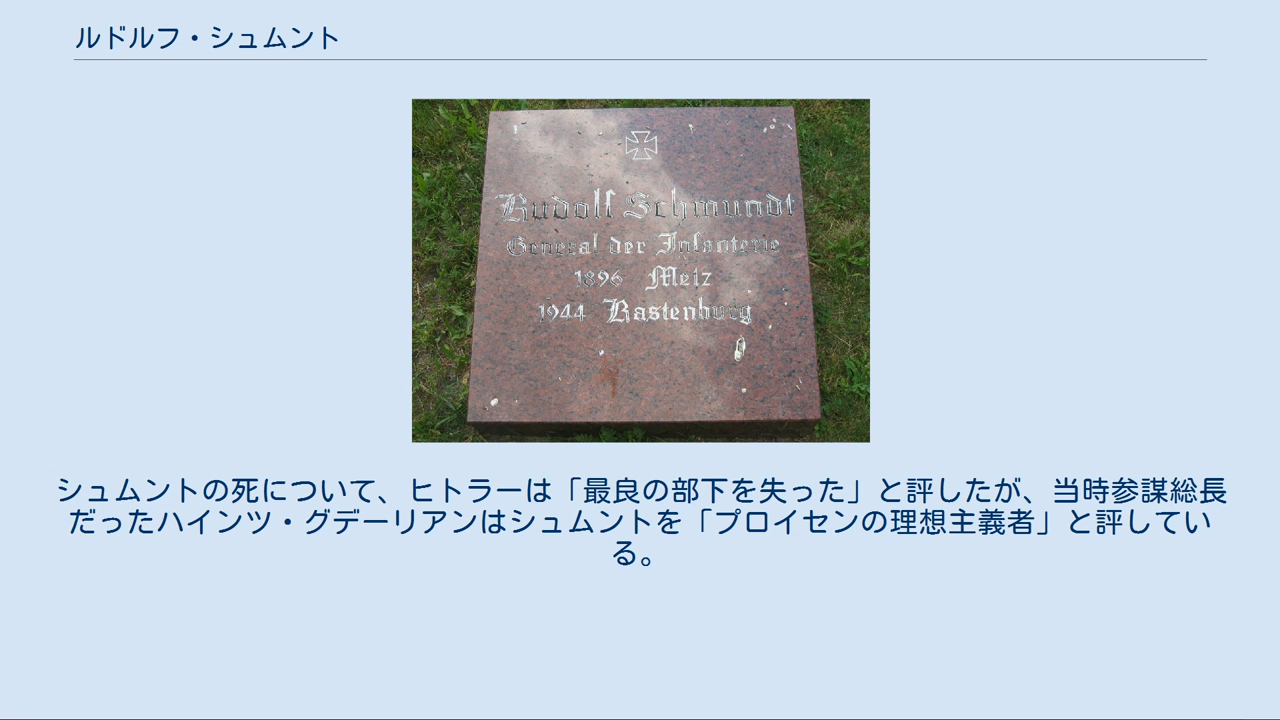 ルドルフ・シュムント
Rudolf Schmundt
General der Infanterie
1896 Metz
1944 Rastenburg
シュムントの死について、ヒトラーは「最良の部下を失った」と評したが、当時参謀総長
だったハインツ・グデーリアンはシュムントを「プロイセンの理想主義者」と評してい
る。